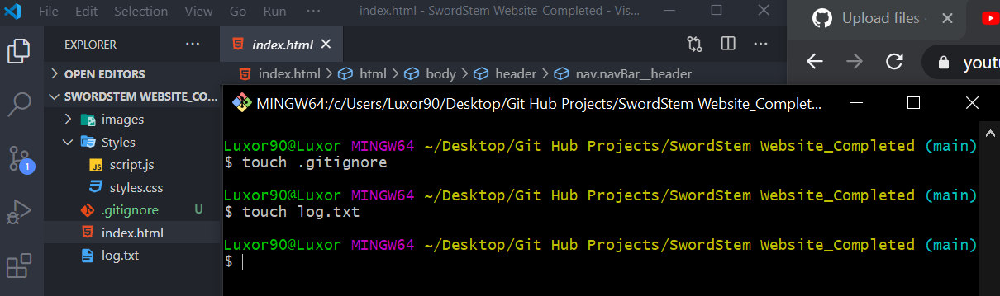 File Edit Selection View Go Run ··· index.html - SwordStem Website_Completed - Vis...
EXPLORER ···
OPEN EDITORS
SWORDSTEM WEBSITE_CO...
images
Styles
JS script.js
styles.css
.gitignore U
index.html
log.txt
1
index.html
index.html > html > body > header > nav.navBar__header
MINGW64:/c/Users/Luxor90/Desktop/Git Hub Projects/SwordStem Website_Complet...
Luxor90@Luxor MINGW64 ~/Desktop/Git Hub Projects/SwordStem Website_Completed (main)
$ touch .gitignore
Luxor90@Luxor MINGW64 ~/Desktop/Git Hub Projects/SwordStem Website_Completed (main)
$ touch log.txt
Luxor90@Luxor MINGW64 ~/Desktop/Git Hub Projects/SwordStem Website_Completed (main)
$
Upload files ·
yout